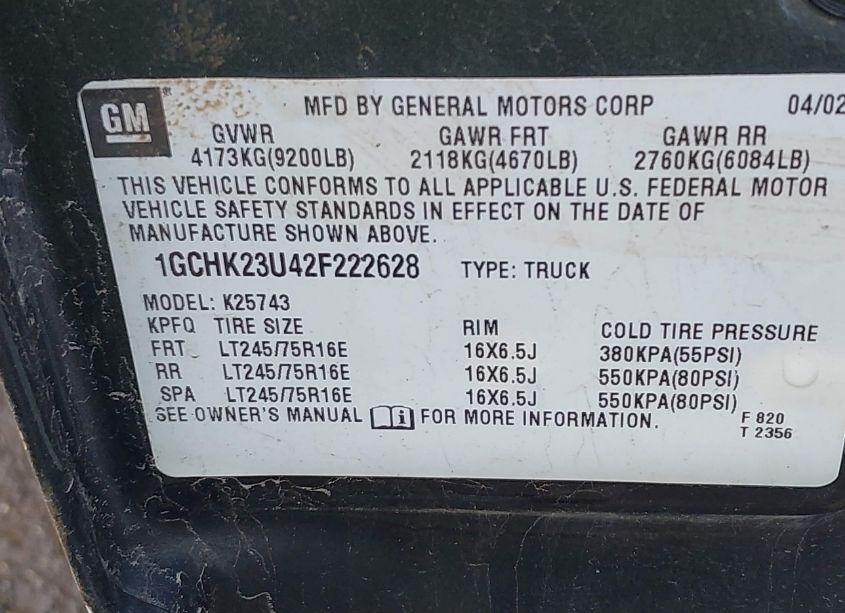 GM ® MFD BY GENERAL MOTORS CORP 04/02
GVWR GAWR FRT GAWR RR
4173KG(9200LB) 2118KG(4670LB) 2760KG(6084LB)
THIS VEHICLE CONFORMS TO ALL APPLICABLE U.S. FEDERAL MOTOR
VEHICLE SAFETY STANDARDS IN EFFECT ON THE DATE OF
MANUFACTURE SHOWN ABOVE.
1GCHK23U42F222628 TYPE: TRUCK
MODEL: K25743
KPFQ TIRE SIZE RIM COLD TIRE PRESSURE
FRT LT245/75R16E 16X6.5J 380KPA(55PSI)
RR LT245/75R16E 16X6.5J 550KPA(80PSI)
SPA LT245/75R16E 16X6.5J 550KPA(80PSI)
SEE OWNER'S MANUAL i FOR MORE INFORMATION.
F 820
T 2356